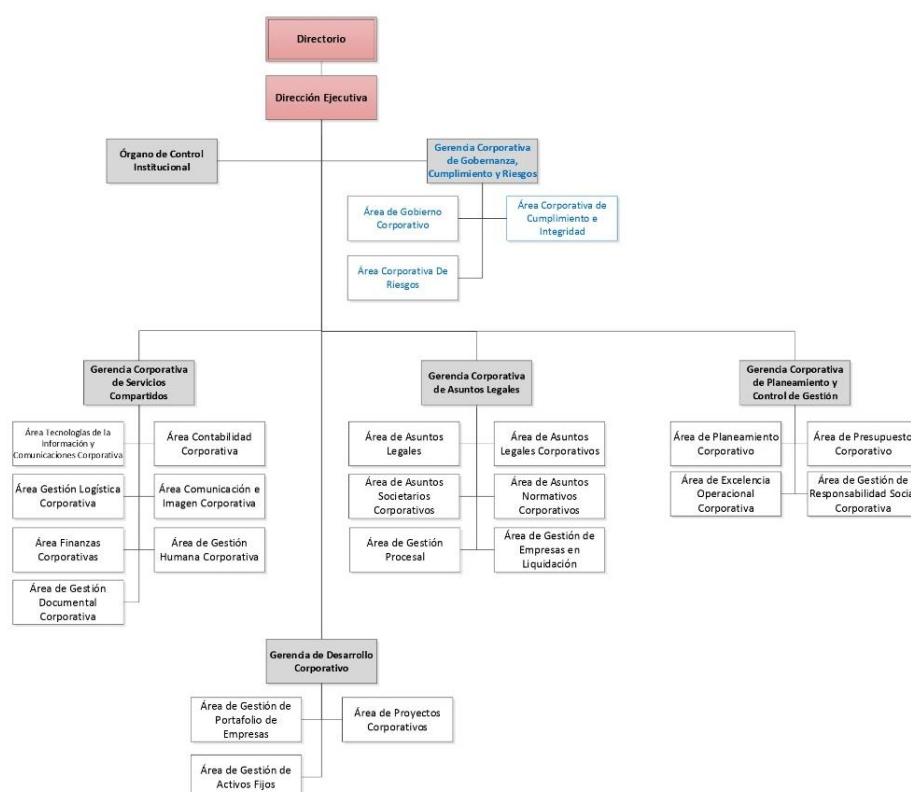 Directorio
Dirección Ejecutiva
Órgano de Control
Institucional
Gerencia Corporativa
de Gobernanza,
Cumplimiento y Riesgos
Área de Gobierno
Corporativo
Área Corporativa de
Cumplimiento e
Integridad
Área Corporativa De
Riesgos
Gerencia Corporativa
de Servicios
Compartidos
Área Tecnologías de la
Información y
Comunicaciones Corporativa
Área Contabilidad
Corporativa
Área Gestión Logística
Corporativa
Área Comunicación e
Imagen Corporativa
Área Finanzas
Corporativas
Área de Gestión
Humana Corporativa
Área de Gestión
Documental
Corporativa
Gerencia Corporativa
de Asuntos Legales
Área de Asuntos
Legales
Área de Asuntos
Legales Corporativos
Área de Asuntos
Societarios
Corporativos
Área de Asuntos
Normativos
Corporativos
Área de Gestión
Procesal
Área de Gestión de
Empresas en
Liquidación
Gerencia Corporativa
de Planeamiento y
Control de Gestión
Área de Planeamiento
Corporativo
Área de Presupuesto
Corporativo
Área de Excelencia
Operacional
Corporativa
Área de Gestión de
Responsabilidad Social
Corporativa
Gerencia de Desarrollo
Corporativo
Área de Gestión de
Portafolio de
Empresas
Área de Proyectos
Corporativos
Área de Gestión de
Activos Fijos